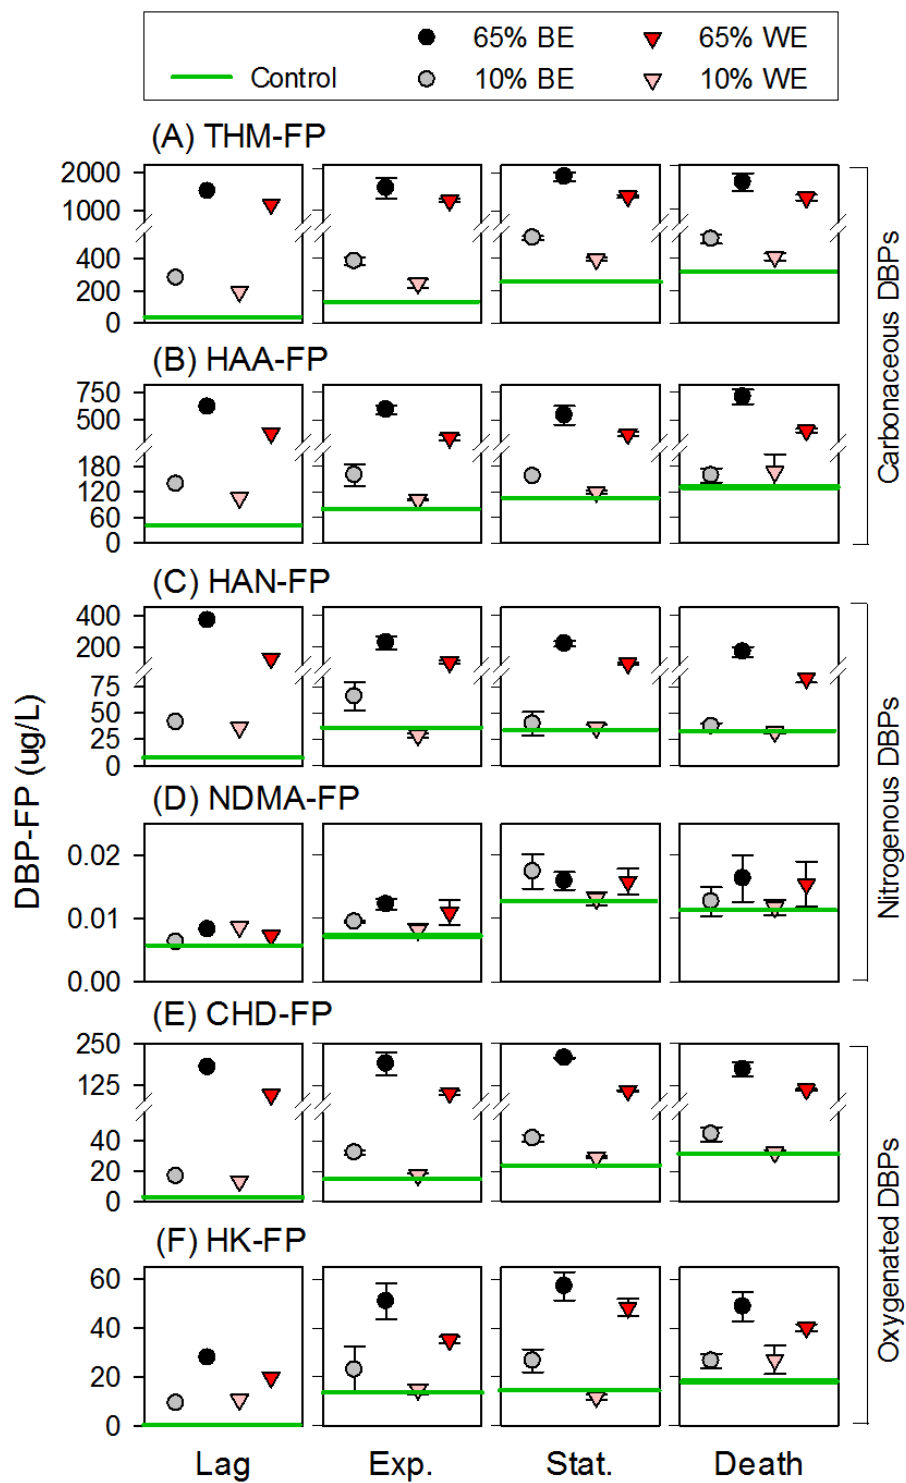 65% BE 65% WE
Control 10% BE 10% WE
(A) THM-FP
2000
1000
400
200
0
(B) HAA-FP
750
500
180
120
60
0
(C) HAN-FP
400
200
75
50
25
0
(D) NDMA-FP
0.02
0.01
0.00
(E) CHD-FP
250
125
40
20
0
(F) HK-FP
60
40
20
0
Lag Exp. Stat. Death
DBP-FP (ug/L)
Carbonaceous DBPs
Nitrogenous DBPs
Oxygenated DBPs